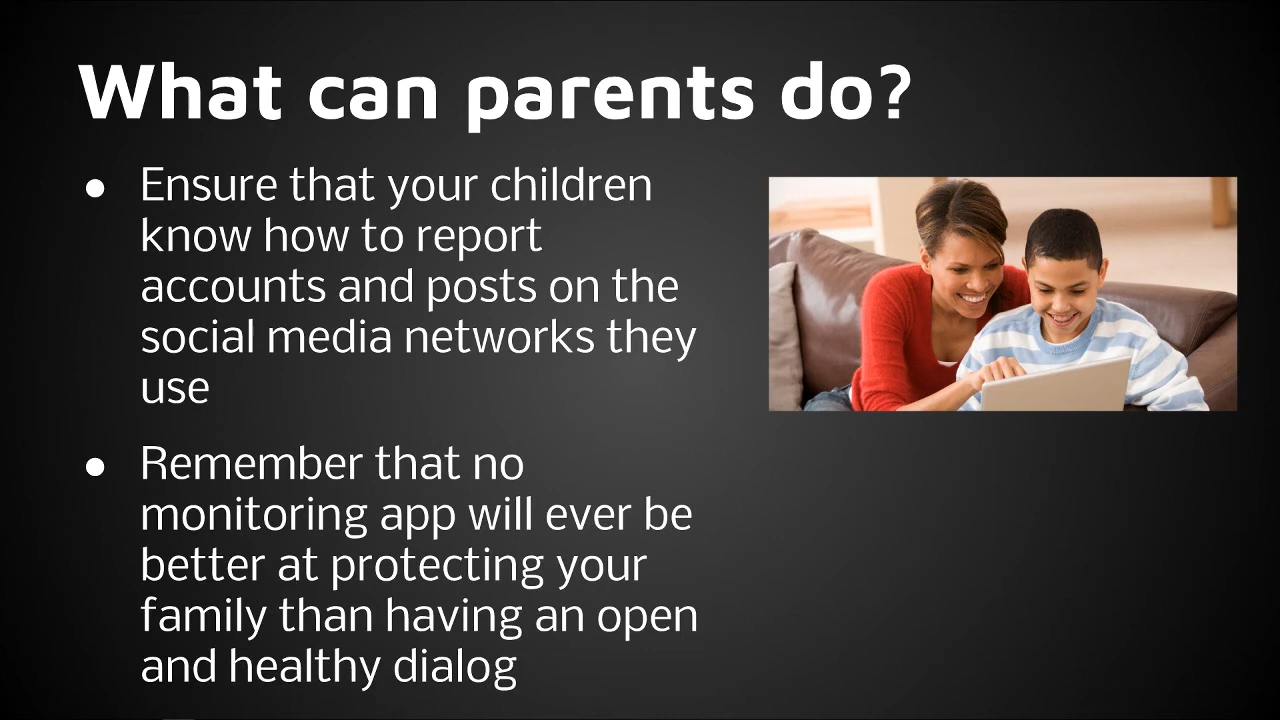 What can parents do?
● Ensure that your children
know how to report
accounts and posts on the
social media networks they
use
● Remember that no
monitoring app will ever be
better at protecting your
family than having an open
and healthy dialog